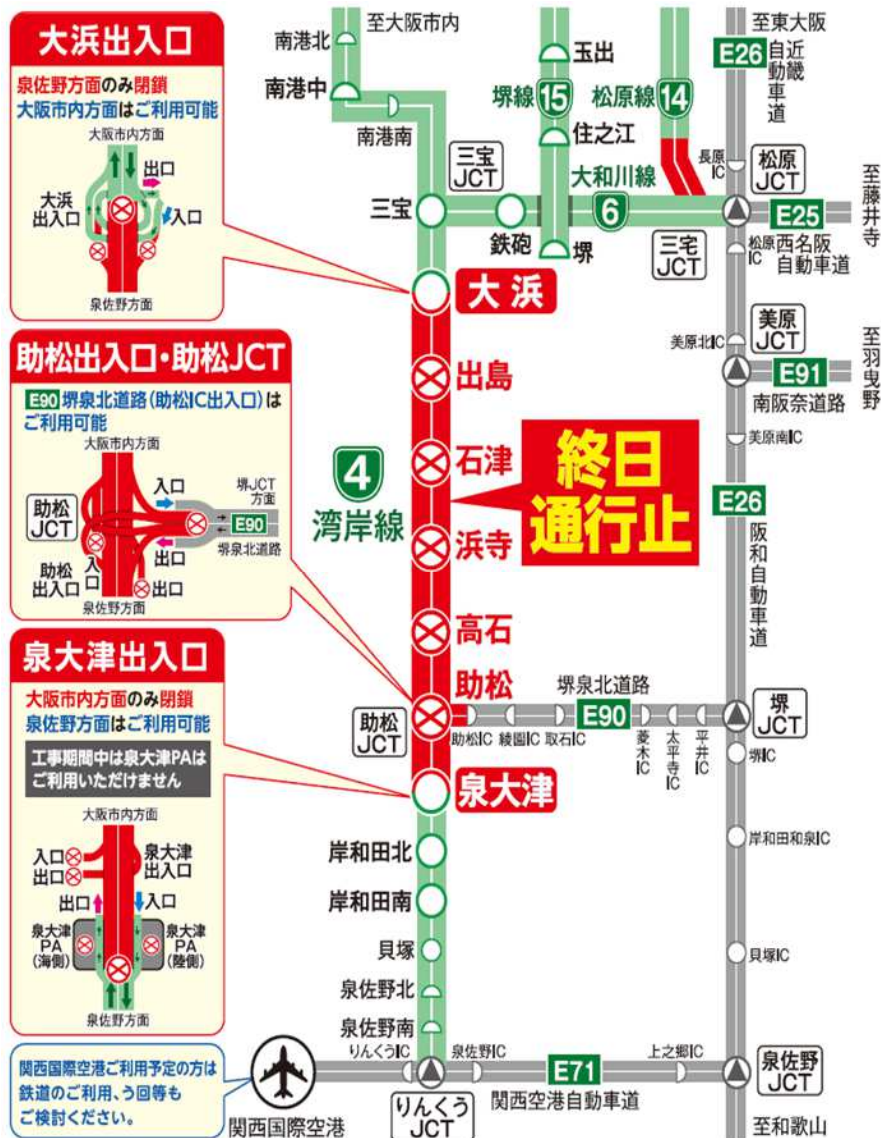 大浜出入口
泉佐野方面のみ閉鎖
大阪市内方面はご利用可能
大阪市内方面
出口
大浜
出入口
入口
泉佐野方面
助松出入口・助松JCT
E90 堺泉北道路(助松IC出入口)は
ご利用可能
大阪市内方面
入口
堺JCT
方面
助松
JCT
E90
堺泉北道路
出口
助松
出入口
入口
出口
泉佐野方面
泉大津出入口
大阪市内方面のみ閉鎖
泉佐野方面はご利用可能
工事期間中は泉大津PAは
ご利用いただけません
大阪市内方面
入口
出口
泉大津
出入口
出口
入口
泉大津
PA
(海側)
泉大津
PA
(陸側)
泉佐野方面
関西国際空港ご利用予定の方は
鉄道のご利用、う回等も
ご検討ください。
関西国際空港
至大阪市内
南港北
南港中
南港南
三宝
JCT
三宝
鉄砲
玉出
堺線
15
住之江
堺
松原線
14
大和川線
6
三宅
JCT
至東大阪
E26
近畿
自動車道
長原
IC
松原
JCT
E25
至藤井寺
松原
IC
西名阪
自動車道
美原
JCT
美原北IC
E91
至羽曳野
南阪奈道路
美原南IC
E26
阪和自動車道
大浜
出島
石津
浜寺
高石
助松
4
湾岸線
終日
通行止
助松
JCT
堺泉北道路
E90
助松IC
綾園IC
取石IC
菱木IC
太平寺IC
平井IC
堺
JCT
堺IC
泉大津
岸和田北
岸和田南
貝塚
泉佐野北
泉佐野南
岸和田和泉IC
貝塚IC
りんくうIC
りんくう
JCT
泉佐野IC
E71
関西空港自動車道
上之郷IC
泉佐野
JCT
至和歌山